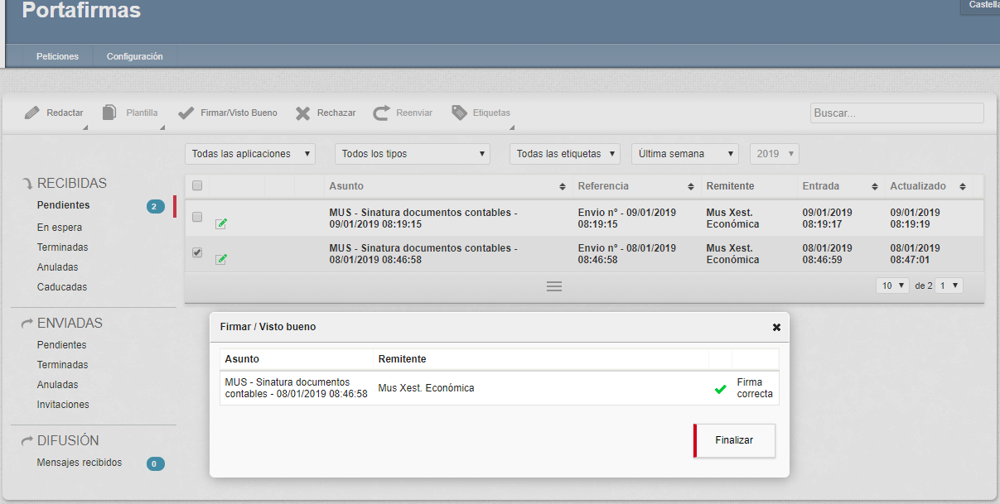 Portafirmas
Peticiones Configuración
Redactar Plantilla Firmar/Visto Bueno Rechazar Reenviar Etiquetas Buscar...
Todas las aplicaciones Todos los tipos Todas las etiquetas Última semana 2019
RECIBIDAS
Pendientes 2
En espera
Terminadas
Anuladas
Caducadas
ENVIADAS
Pendientes
Terminadas
Anuladas
Invitaciones
DIFUSIÓN
Mensajes recibidos 0
Asunto Referencia Remitente Entrada Actualizado
MUS - Sinatura documentos contables - Envio nº - 09/01/2019 Mus Xest. 09/01/2019 09/01/2019
09/01/2019 08:19:15 08:19:15 Económica 08:19:17 08:19:19
MUS - Sinatura documentos contables - Envio nº - 08/01/2019 Mus Xest. 08/01/2019 08/01/2019
08/01/2019 08:46:58 08:46:58 Económica 08:46:59 08:47:01
10 de 2 1
Firmar / Visto bueno
Asunto Remitente
MUS - Sinatura documentos Mus Xest. Económica Firma
contables - 08/01/2019 08:46:58 correcta
Finalizar